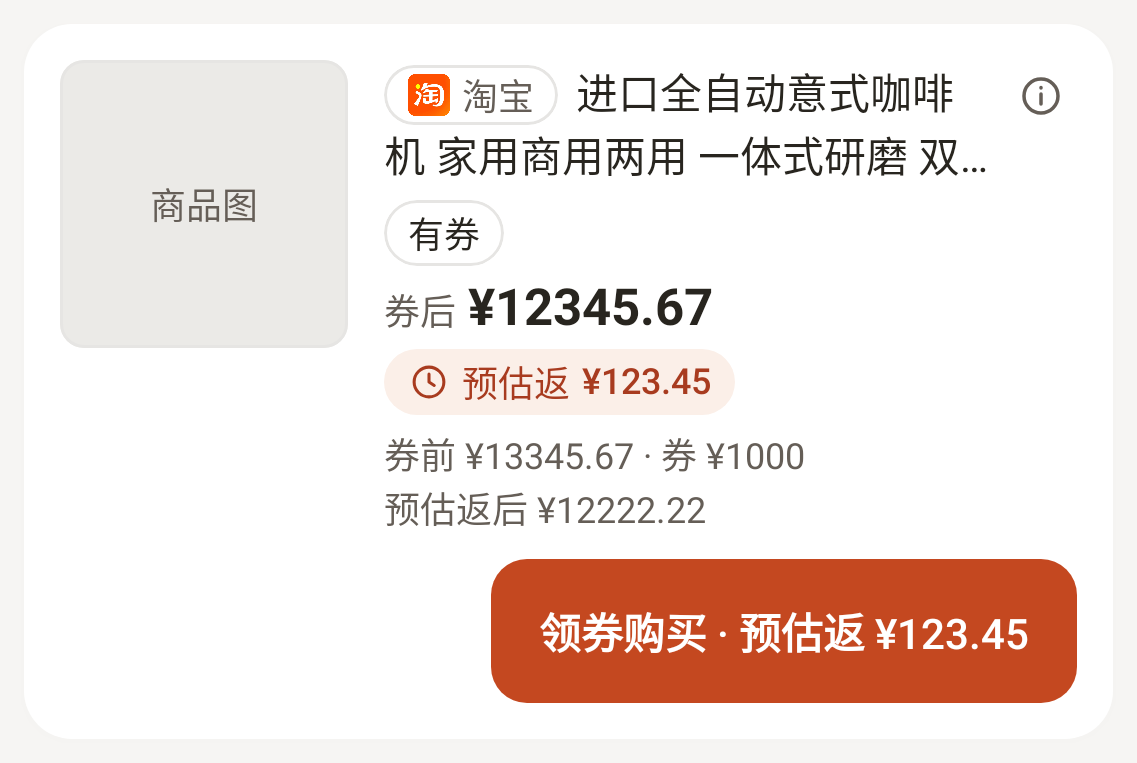 商品图
淘 淘宝 进口全自动意式咖啡
机 家用商用两用 一体式研磨 双...
有券
券后 ¥12345.67
预估返 ¥123.45
券前 ¥13345.67 · 券 ¥1000
预估返后 ¥12222.22
领券购买 · 预估返 ¥123.45